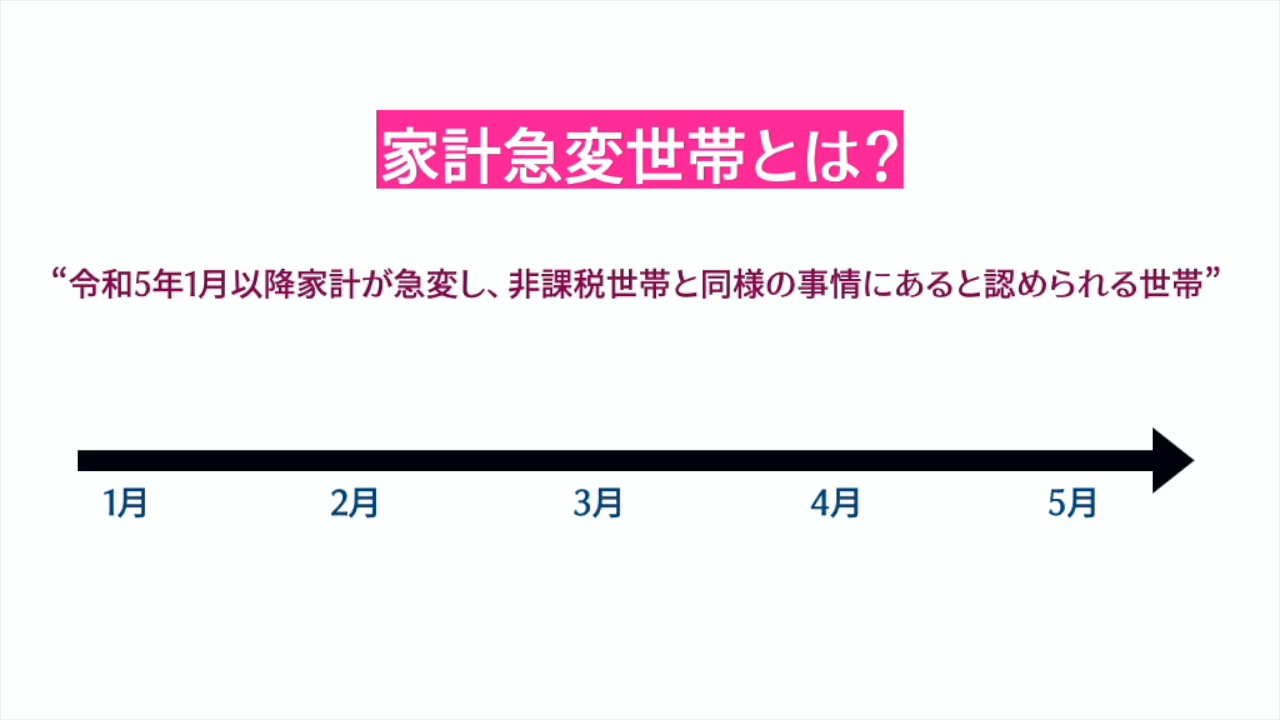 家計急変世帯とは？
“令和5年1月以降家計が急変し、非課税世帯と同様の事情にあると認められる世帯”
1月 2月 3月 4月 5月